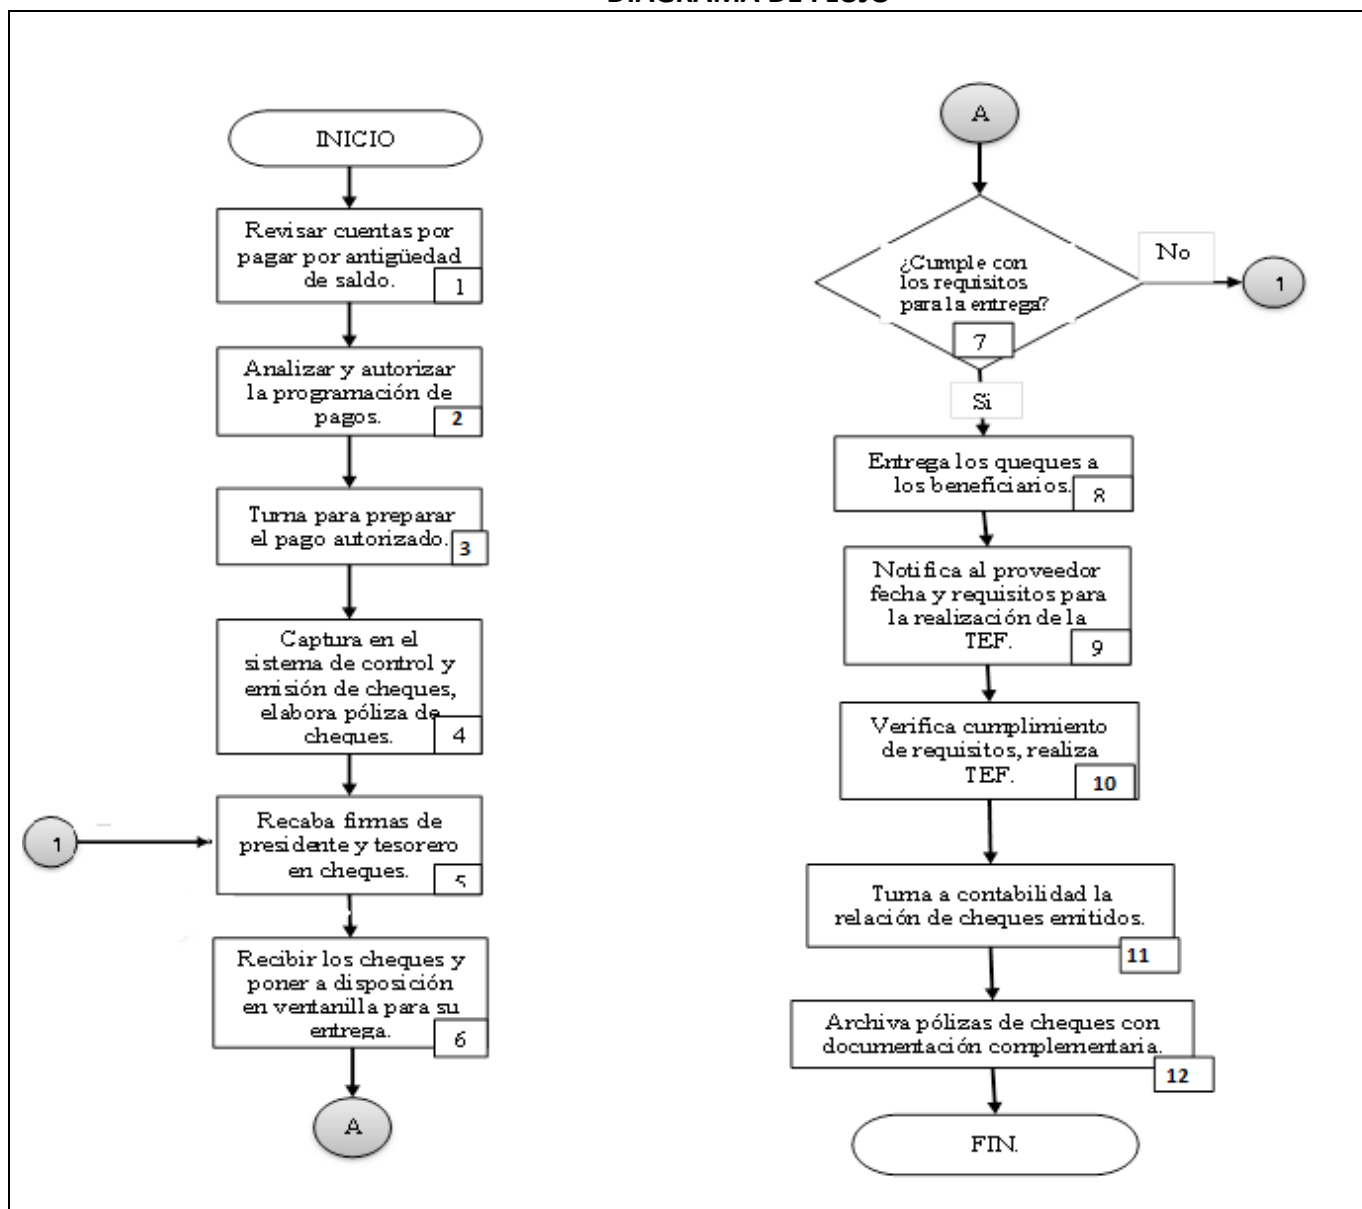 DIAGRAMA DE FLUJO
INICIO
Revisar cuentas por
pagar por antigüedad
de saldo.
1
Analizar y autorizar
la programación de
pagos.
2
Turna para preparar
el pago autorizado.
3
Captura en el
sistema de control y
emisión de cheques,
elabora póliza de
cheques.
4
1
Recaba firmas de
presidente y tesorero
en cheques.
5
Recibir los cheques y
poner a disposición
en ventanilla para su
entrega.
6
A
A
¿Cumple con
los requisitos
para la entrega?
7
No
1
Si
Entrega los queques a
los beneficiarios.
8
Notifica al proveedor
fecha y requisitos para
la realización de la
TEF.
9
Verifica cumplimiento
de requisitos, realiza
TEF.
10
Turna a contabilidad la
relación de cheques emitidos.
11
Archiva pólizas de cheques con
documentación complementaria.
12
FIN.